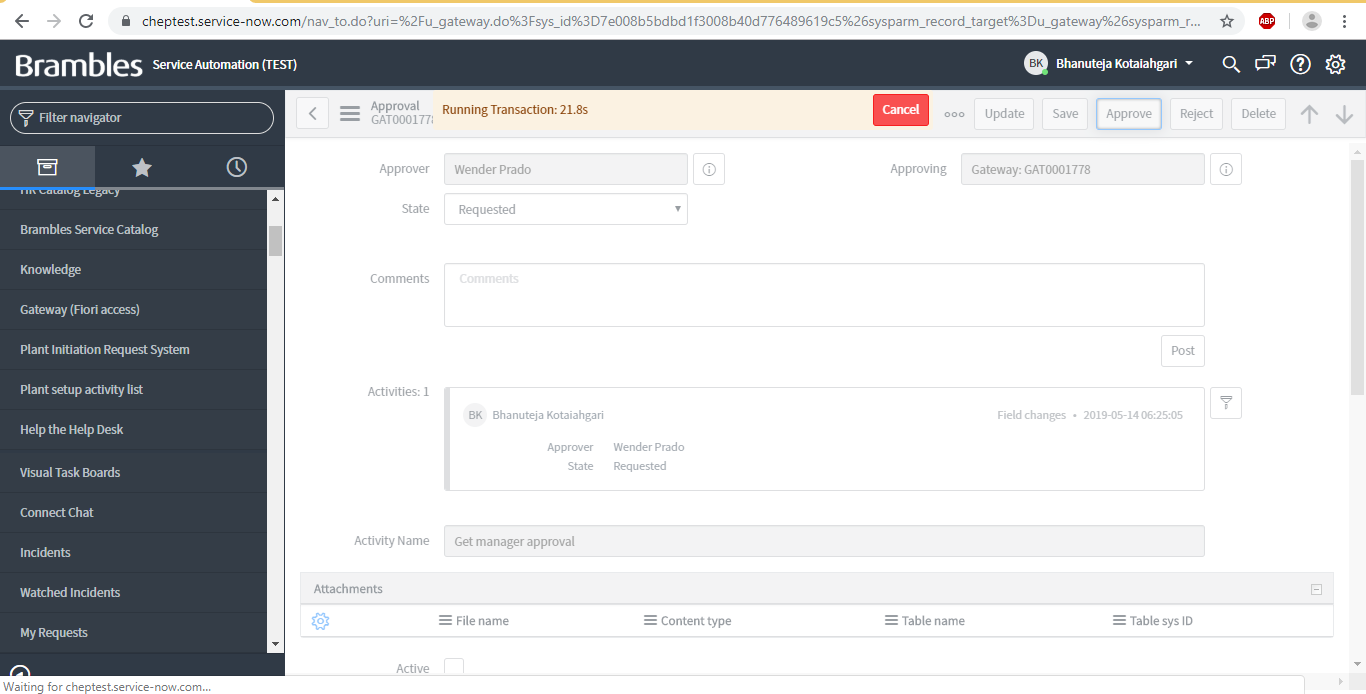 cheptest.service-now.com/nav_to.do?uri=%2Fu_gateway.do%3Fsys_id%3D7e008b5bdbd1f3008b40d776489619c5%26sysparm_record_target%3Du_gateway%26sysparm_r...
ABP
Brambles Service Automation (TEST)
BK Bhanuteja Kotaiahgari
Filter navigator
Approval
GAT0001778
Running Transaction: 21.8s
Cancel
Update
Save
Approve
Reject
Delete
HR Catalog Legacy
Brambles Service Catalog
Knowledge
Gateway (Fiori access)
Plant Initiation Request System
Plant setup activity list
Help the Help Desk
Visual Task Boards
Connect Chat
Incidents
Watched Incidents
My Requests
Approver Wender Prado
Approving Gateway: GAT0001778
State Requested
Comments Comments
Post
Activities: 1
BK Bhanuteja Kotaiahgari Field changes • 2019-05-14 06:25:05
Approver Wender Prado
State Requested
Activity Name Get manager approval
Attachments
File name Content type Table name Table sys ID
Active
Waiting for cheptest.service-now.com...